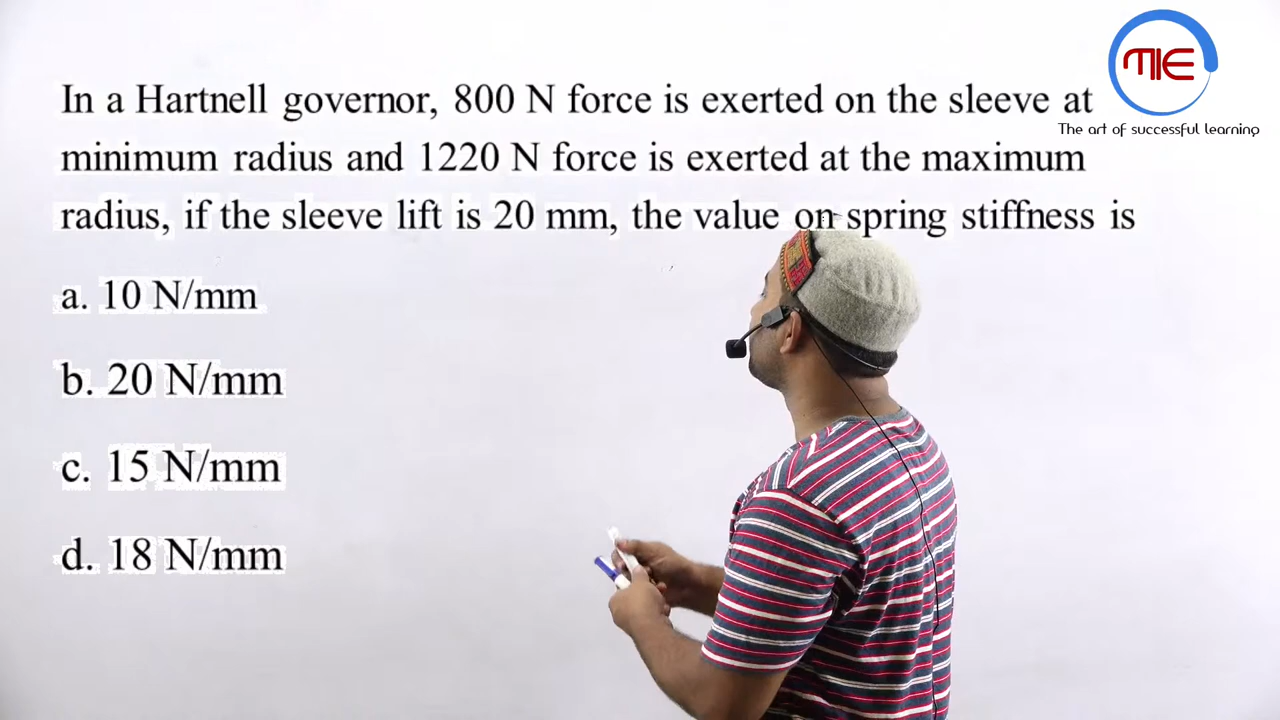 MIE
The art of successful learning
In a Hartnell governor, 800 N force is exerted on the sleeve at
minimum radius and 1220 N force is exerted at the maximum
radius, if the sleeve lift is 20 mm, the value on spring stiffness is
a. 10 N/mm
b. 20 N/mm
c. 15 N/mm
d. 18 N/mm